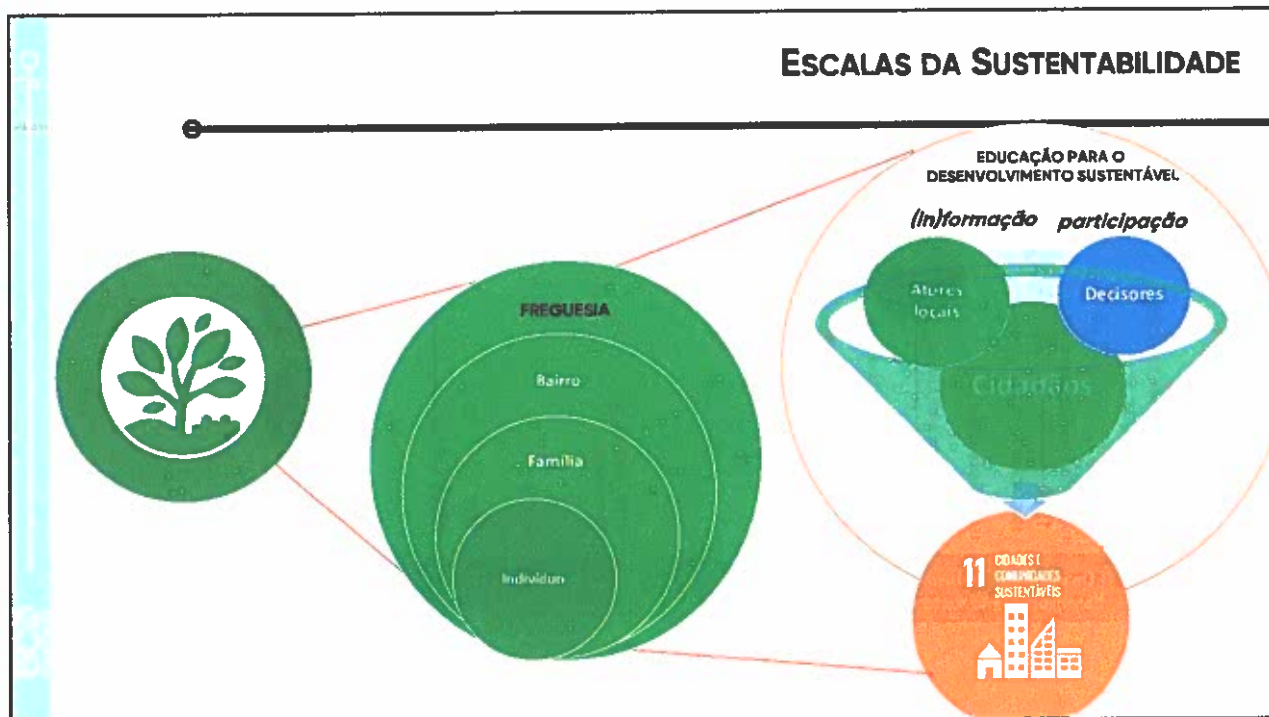 ESCALAS DA SUSTENTABILIDADE
EDUCAÇÃO PARA O
DESENVOLVIMENTO SUSTENTÁVEL
(In)formação participação
Atores
locais
Decisores
Cidadãos
FREGUESIA
Bairro
Família
Indivíduo
11 CIDADES E
COMUNIDADES
SUSTENTÁVEIS